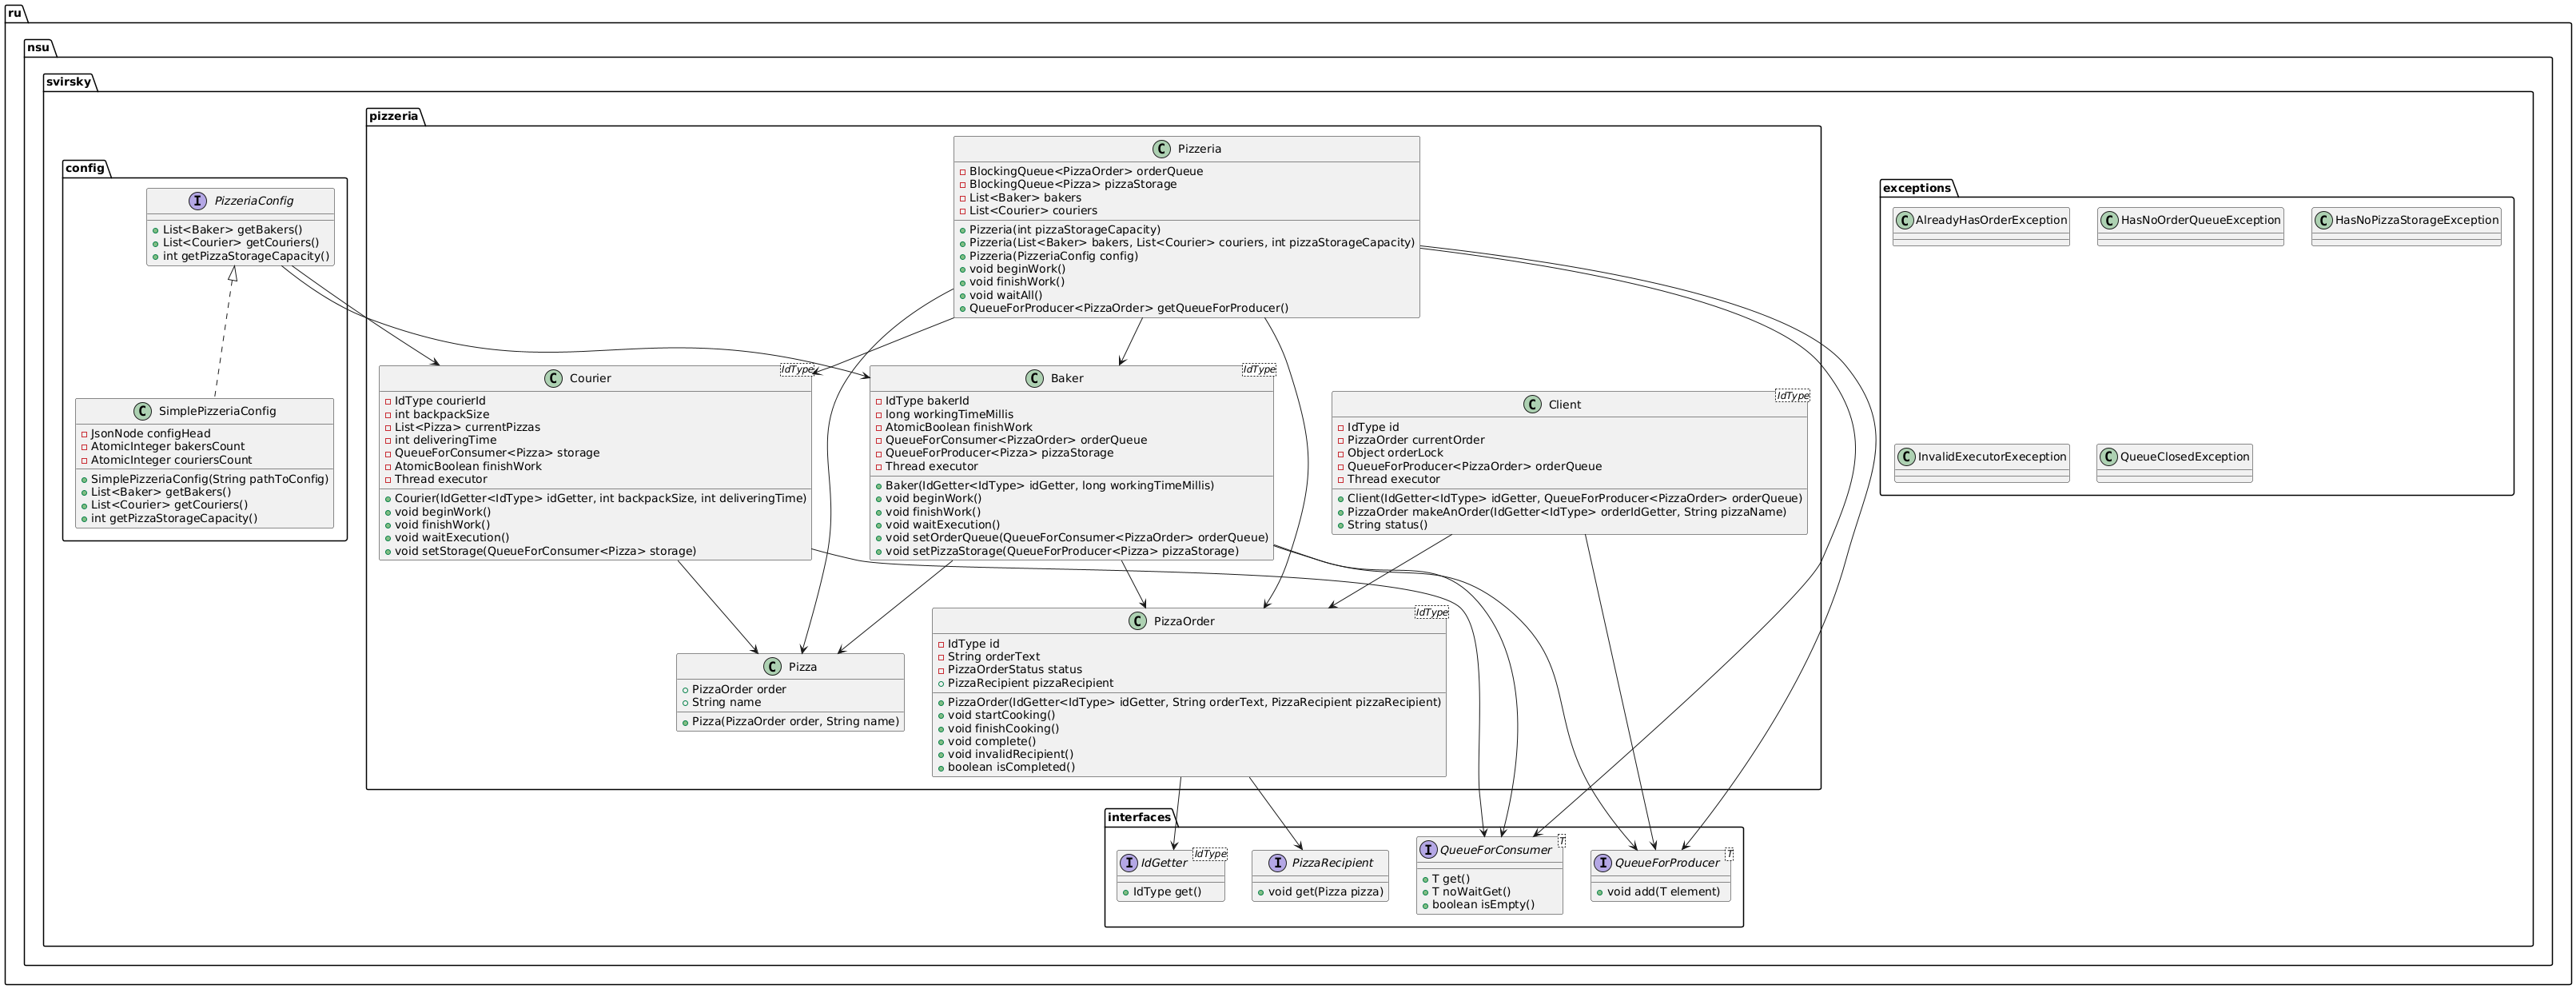 ru
nsu
svirsky
pizzeria
C Pizzeria
BlockingQueue<PizzaOrder> orderQueue
BlockingQueue<Pizza> pizzaStorage
List<Baker> bakers
List<Courier> couriers
Pizzeria(int pizzaStorageCapacity)
Pizzeria(List<Baker> bakers, List<Courier> couriers, int pizzaStorageCapacity)
Pizzeria(PizzeriaConfig config)
void beginWork()
void finishWork()
void waitAll()
QueueForProducer<PizzaOrder> getQueueForProducer()
config
I PizzeriaConfig
List<Baker> getBakers()
List<Courier> getCouriers()
int getPizzaStorageCapacity()
C SimplePizzeriaConfig
JsonNode configHead
AtomicInteger bakersCount
AtomicInteger couriersCount
SimplePizzeriaConfig(String pathToConfig)
List<Baker> getBakers()
List<Courier> getCouriers()
int getPizzaStorageCapacity()
C Courier IdType
IdType courierId
int backpackSize
List<Pizza> currentPizzas
int deliveringTime
QueueForConsumer<Pizza> storage
AtomicBoolean finishWork
Thread executor
Courier(IdGetter<IdType> idGetter, int backpackSize, int deliveringTime)
void beginWork()
void finishWork()
void waitExecution()
void setStorage(QueueForConsumer<Pizza> storage)
C Baker IdType
IdType bakerId
long workingTimeMillis
AtomicBoolean finishWork
QueueForConsumer<PizzaOrder> orderQueue
QueueForProducer<Pizza> pizzaStorage
Thread executor
Baker(IdGetter<IdType> idGetter, long workingTimeMillis)
void beginWork()
void finishWork()
void waitExecution()
void setOrderQueue(QueueForConsumer<PizzaOrder> orderQueue)
void setPizzaStorage(QueueForProducer<Pizza> pizzaStorage)
C Client IdType
IdType id
PizzaOrder currentOrder
Object orderLock
QueueForProducer<PizzaOrder> orderQueue
Thread executor
Client(IdGetter<IdType> idGetter, QueueForProducer<PizzaOrder> orderQueue)
PizzaOrder makeAnOrder(IdGetter<IdType> orderIdGetter, String pizzaName)
String status()
C Pizza
PizzaOrder order
String name
Pizza(PizzaOrder order, String name)
C PizzaOrder IdType
IdType id
String orderText
PizzaOrderStatus status
PizzaRecipient pizzaRecipient
PizzaOrder(IdGetter<IdType> idGetter, String orderText, PizzaRecipient pizzaRecipient)
void startCooking()
void finishCooking()
void complete()
void invalidRecipient()
boolean isCompleted()
exceptions
C AlreadyHasOrderException
C HasNoOrderQueueException
C HasNoPizzaStorageException
C InvalidExecutorExeception
C QueueClosedException
interfaces
I IdGetter IdType
IdType get()
I PizzaRecipient
void get(Pizza pizza)
I QueueForConsumer T
T get()
T noWaitGet()
boolean isEmpty()
I QueueForProducer T
void add(T element)